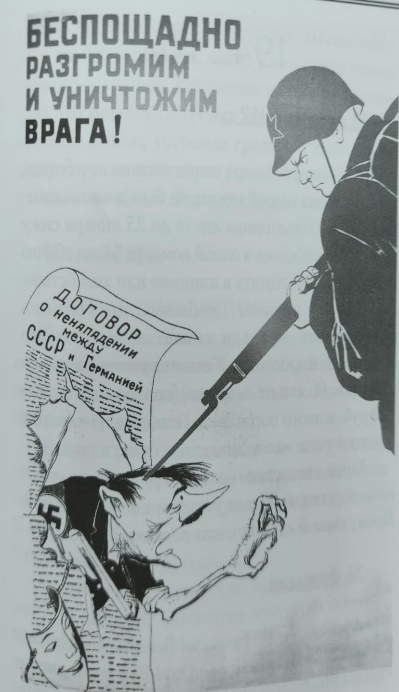 БЕСПОЩАДНО
РАЗГРОМИМ
И УНИЧТОЖИМ
ВРАГА!
ДОГОВОР
О НЕНАПАДЕНИИ
МЕЖДУ
СССР И ГЕРМАНИЕЙ